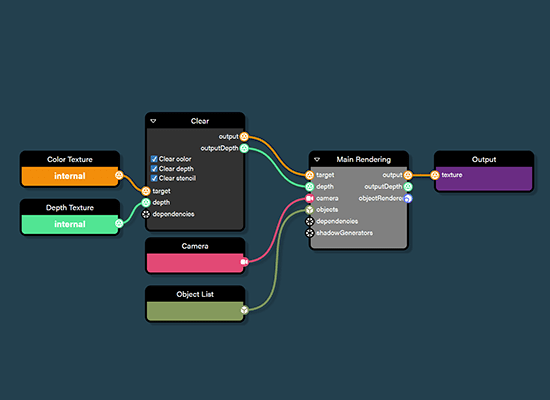 Clear
output
outputDepth
Clear color
Clear depth
Clear stencil
target
depth
dependencies
Color Texture
internal
Depth Texture
internal
Camera
Object List
Main Rendering
target
output
depth
outputDepth
camera
objectRenderer
objects
dependencies
shadowGenerators
Output
texture